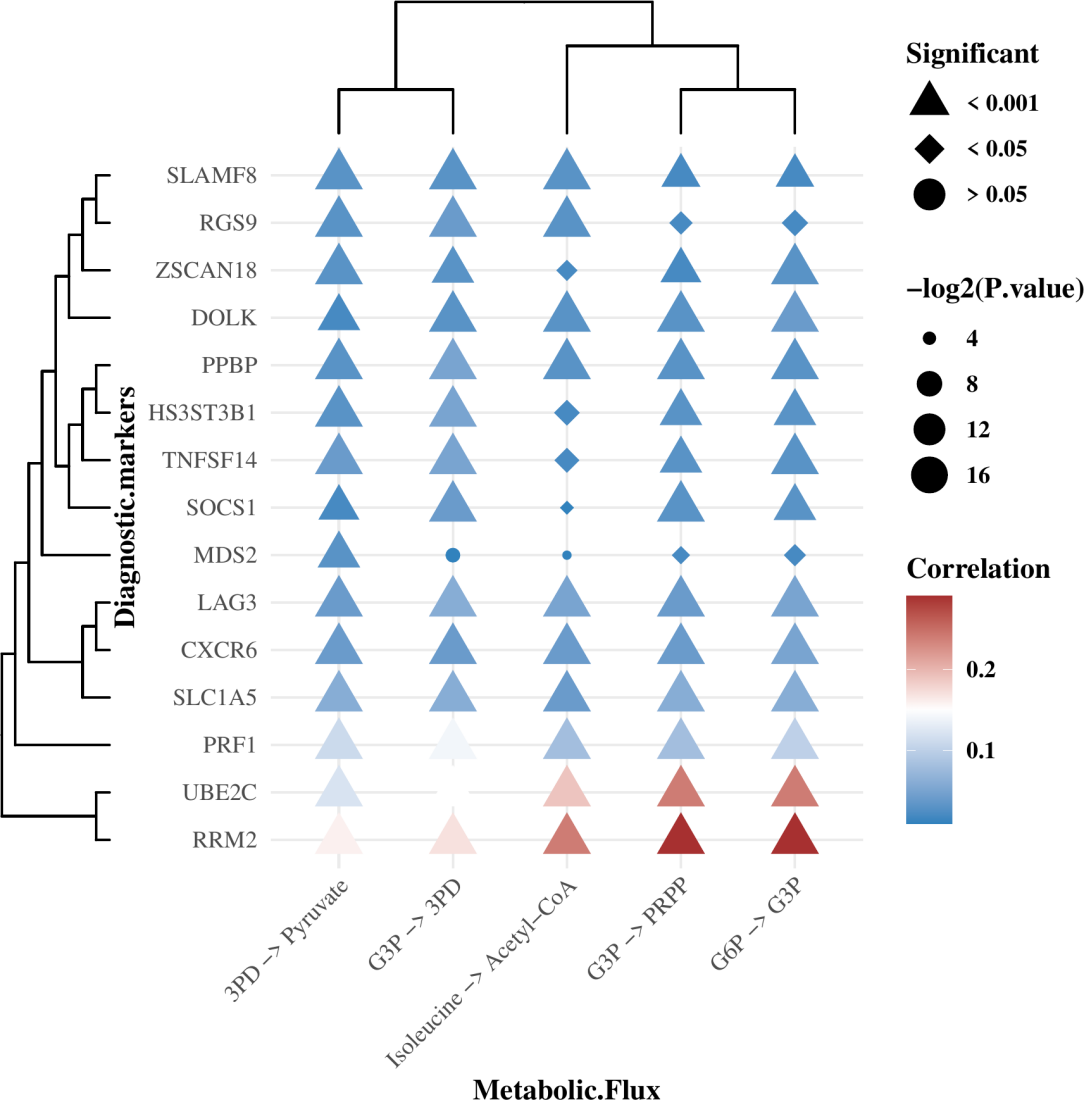 Significant
< 0.001
< 0.05
> 0.05
−log2(P.value)
4
8
12
16
Correlation
0.2
0.1
Diagnostic.markers
SLAMF8
RGS9
ZSCAN18
DOLK
PPBP
HS3ST3B1
TNFSF14
SOCS1
MDS2
LAG3
CXCR6
SLC1A5
PRF1
UBE2C
RRM2
3PD −> Pyruvate
G3P −> 3PD
Isoleucine −> Acetyl−CoA
G3P −> PRPP
G6P −> G3P
Metabolic.Flux